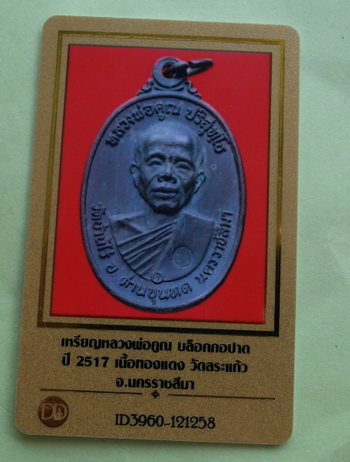 หลวงพ่อคูณ ปริสุทฺโธ
วัดบ้านไร่ อ ด่านขุนทด นครราชสีมา
เหรียญหลวงพ่อคูณ บล็อคคอปาด
ปี 2517 เนื้อทองแดง วัดสระแก้ว
จ.นครราชสีมา
ID3960-121258